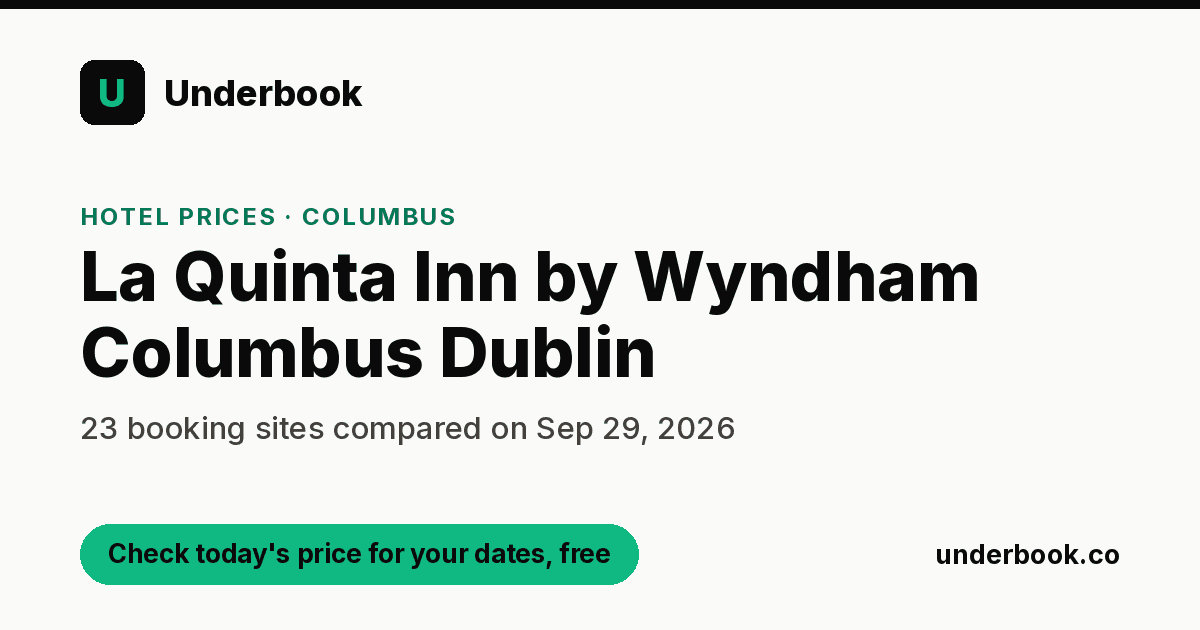 U
Underbook
HOTEL PRICES · COLUMBUS
La Quinta Inn by Wyndham
Columbus Dublin
23 booking sites compared on Sep 29, 2026
Check today's price for your dates, free
underbook.co